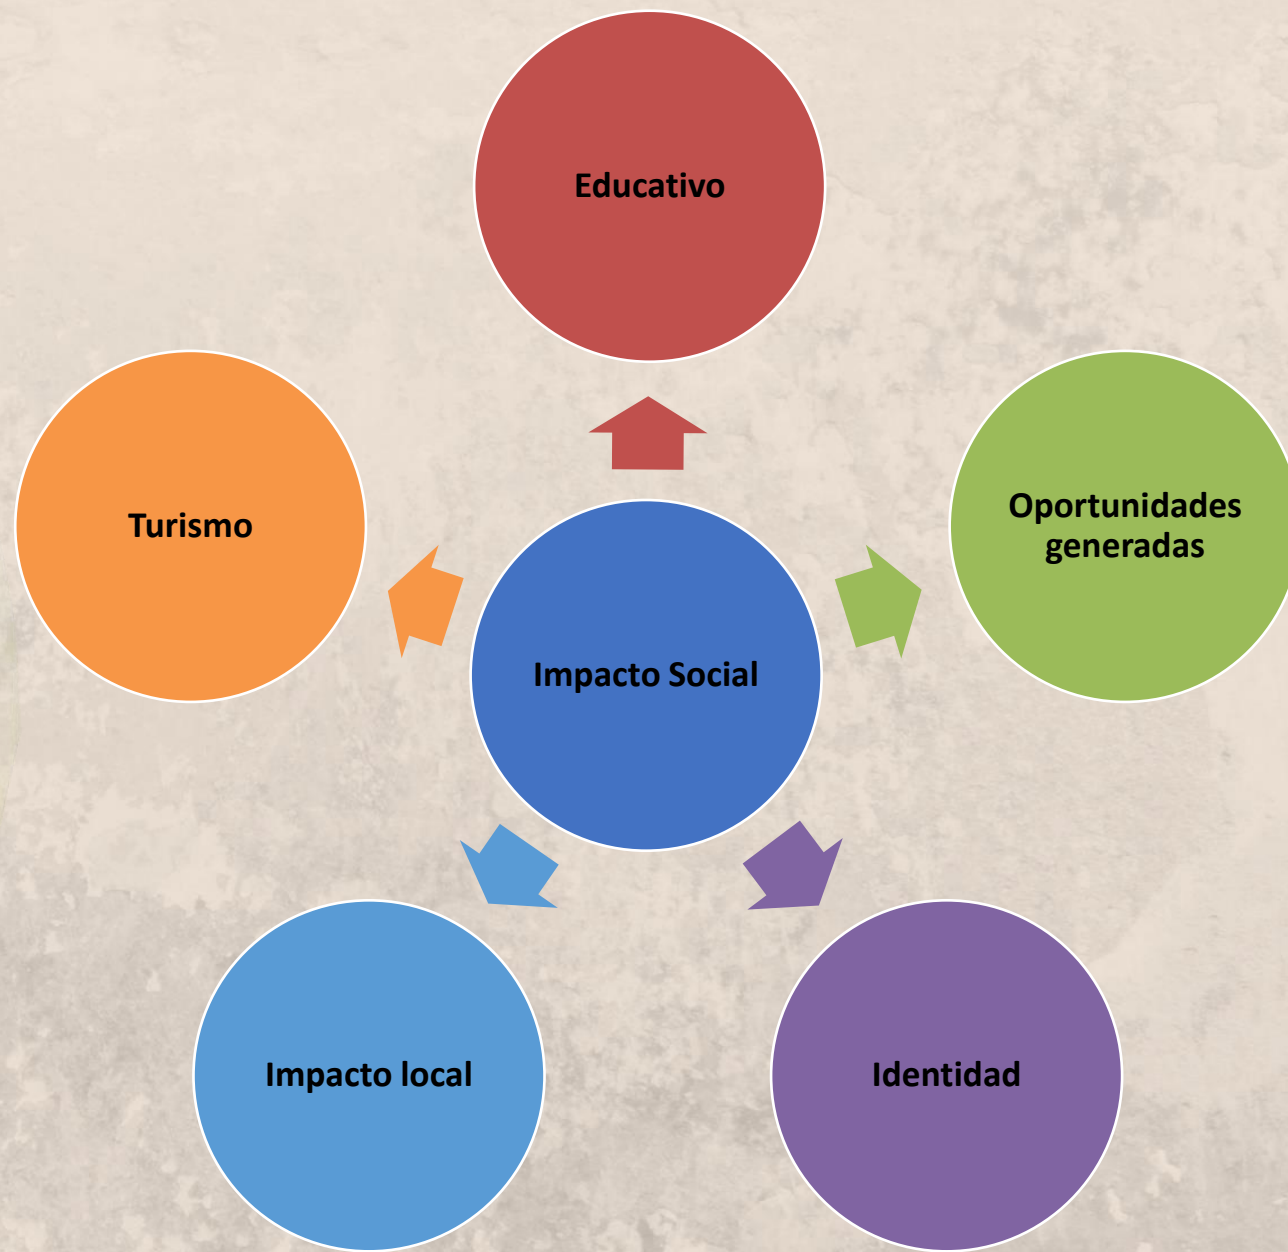 Educativo
Turismo
Oportunidades
generadas
Impacto Social
Impacto local
Identidad